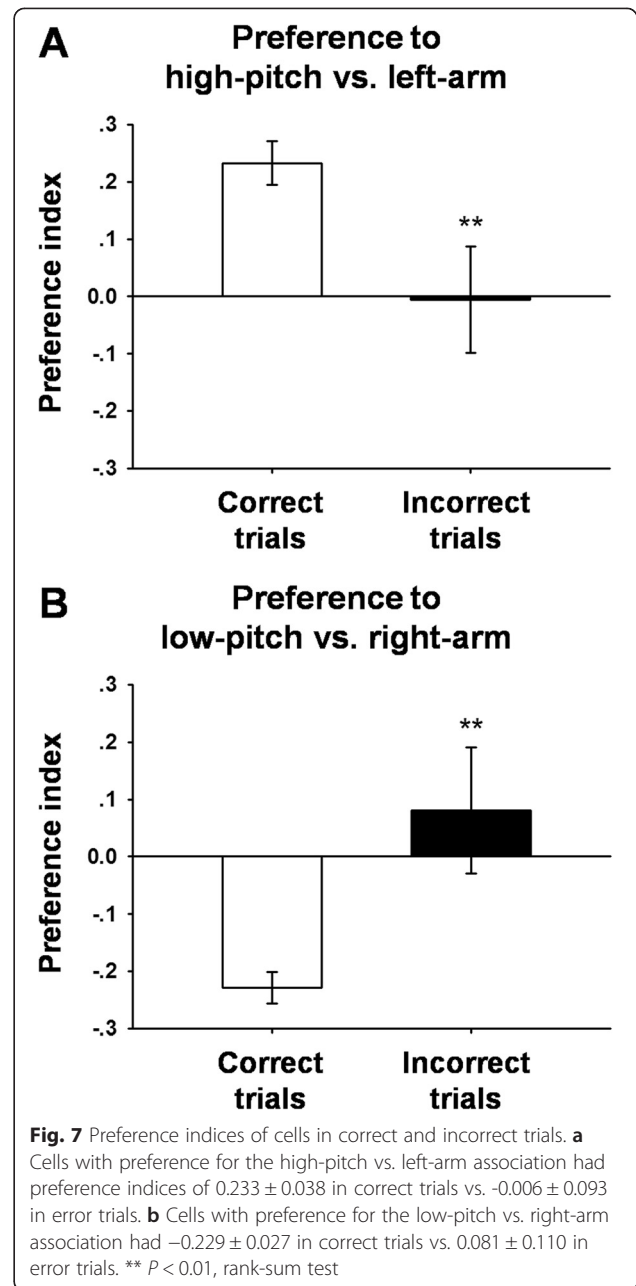 A
Preference to
high-pitch vs. left-arm
Preference index
.3
.2
.1
0.0
-.1
-.2
-.3
**
Correct
trials
Incorrect
trials
B
Preference to
low-pitch vs. right-arm
Preference index
.3
.2
.1
0.0
-.1
-.2
-.3
**
Correct
trials
Incorrect
trials
Fig. 7 Preference indices of cells in correct and incorrect trials. a
Cells with preference for the high-pitch vs. left-arm association had
preference indices of 0.233 ± 0.038 in correct trials vs. -0.006 ± 0.093
in error trials. b Cells with preference for the low-pitch vs. right-arm
association had −0.229 ± 0.027 in correct trials vs. 0.081 ± 0.110 in
error trials. ** P < 0.01, rank-sum test